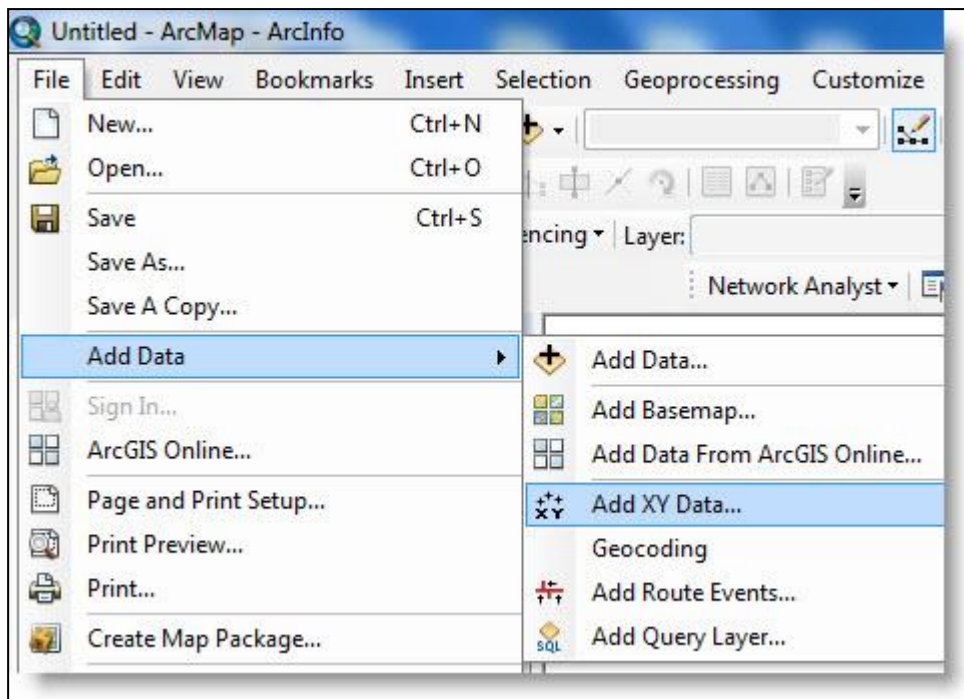 Untitled - ArcMap - ArcInfo
File Edit View Bookmarks Insert Selection Geoprocessing Customize
New... Ctrl+N
Open... Ctrl+O
Save Ctrl+S
encing Layer:
Save As...
Network Analyst
Save A Copy...
Add Data
Add Data...
Sign In...
Add Basemap...
ArcGIS Online...
Add Data From ArcGIS Online...
Page and Print Setup...
XY Add XY Data...
Print Preview...
Geocoding
Print...
Add Route Events...
Create Map Package...
SQL Add Query Layer...